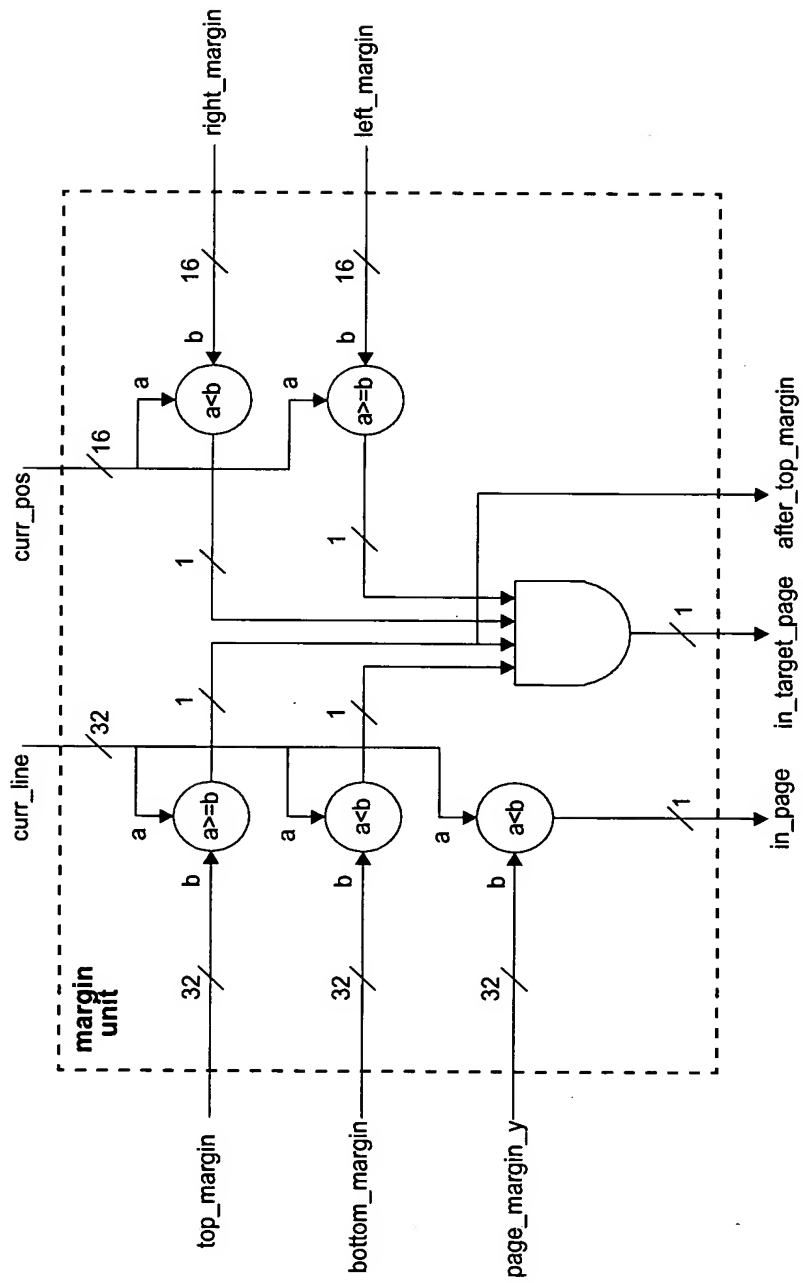 curr_line
curr_pos
margin
unit
32
16
top_margin
32
b
a
a>=b
1
1
a
a<b
b
16
right_margin
bottom_margin
32
b
a
a<b
1
1
a
a>=b
b
16
left_margin
page_margin_y
32
b
a
a<b
1
1
in_page
in_target_page
after_top_margin